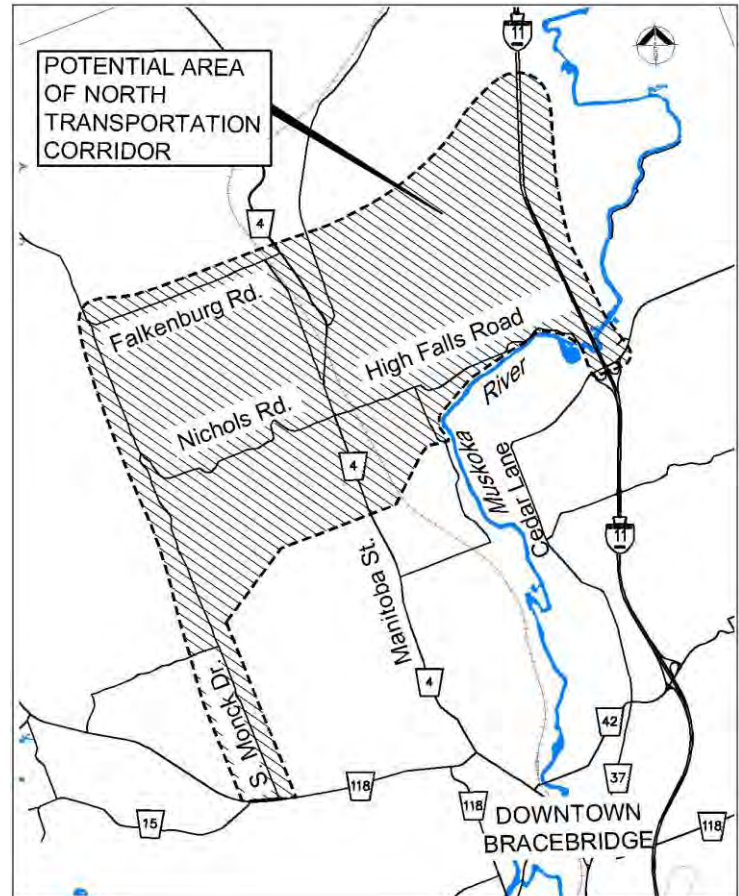 11
POTENTIAL AREA
OF NORTH
TRANSPORTATION
CORRIDOR
4
Falkenburg Rd.
High Falls Road
River
Nichols Rd.
Muskoka
Cedar Lane
4
11
Manitoba St.
S. Monck Dr.
4
42
37
118
118
15
DOWNTOWN
BRACEBRIDGE
118